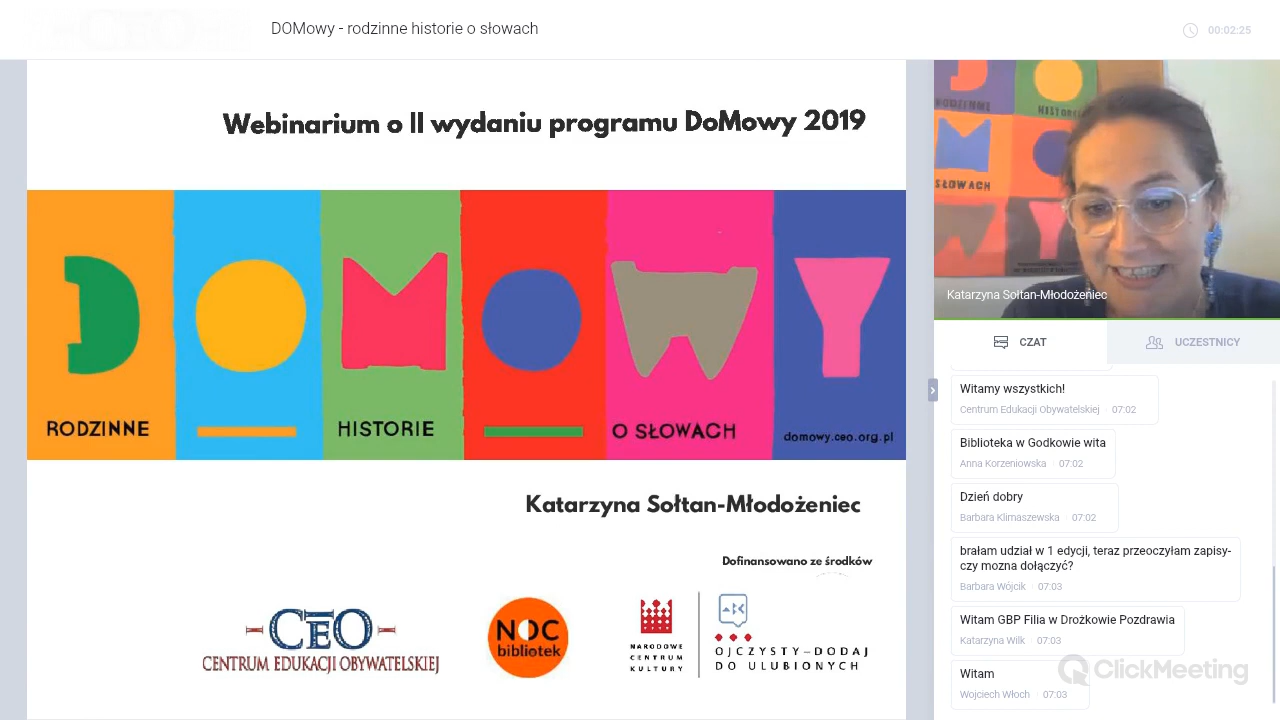 DOMowy - rodzinne historie o słowach
00:02:25
Webinarium o II wydaniu programu DoMowy 2019
DOMOWY
RODZINNE
HISTORIE
O SŁOWACH
domowy.ceo.org.pl
Katarzyna Sołtan-Młodożeniec
Dofinansowano ze środków
CEO
CENTRUM EDUKACJI OBYWATELSKIEJ
NOC
bibliotek
NARODOWE
CENTRUM
KULTURY
OJCZYSTY–DODAJ
DO ULUBIONYCH
RODZINNE
HISTORIE
SŁOWACH
Katarzyna Sołtan-Młodożeniec
CZAT
UCZESTNICY
Witamy wszystkich!
Centrum Edukacji Obywatelskiej 07:02
Biblioteka w Godkowie wita
Anna Korzeniowska 07:02
Dzień dobry
Barbara Klimaszewska 07:02
brałam udział w 1 edycji, teraz przeoczyłam zapisy-
czy mozna dołączyć?
Barbara Wójcik 07:03
Witam GBP Filia w Drożkowie Pozdrawia
Katarzyna Wilk 07:03
Witam
Wojciech Włoch 07:03
ClickMeeting